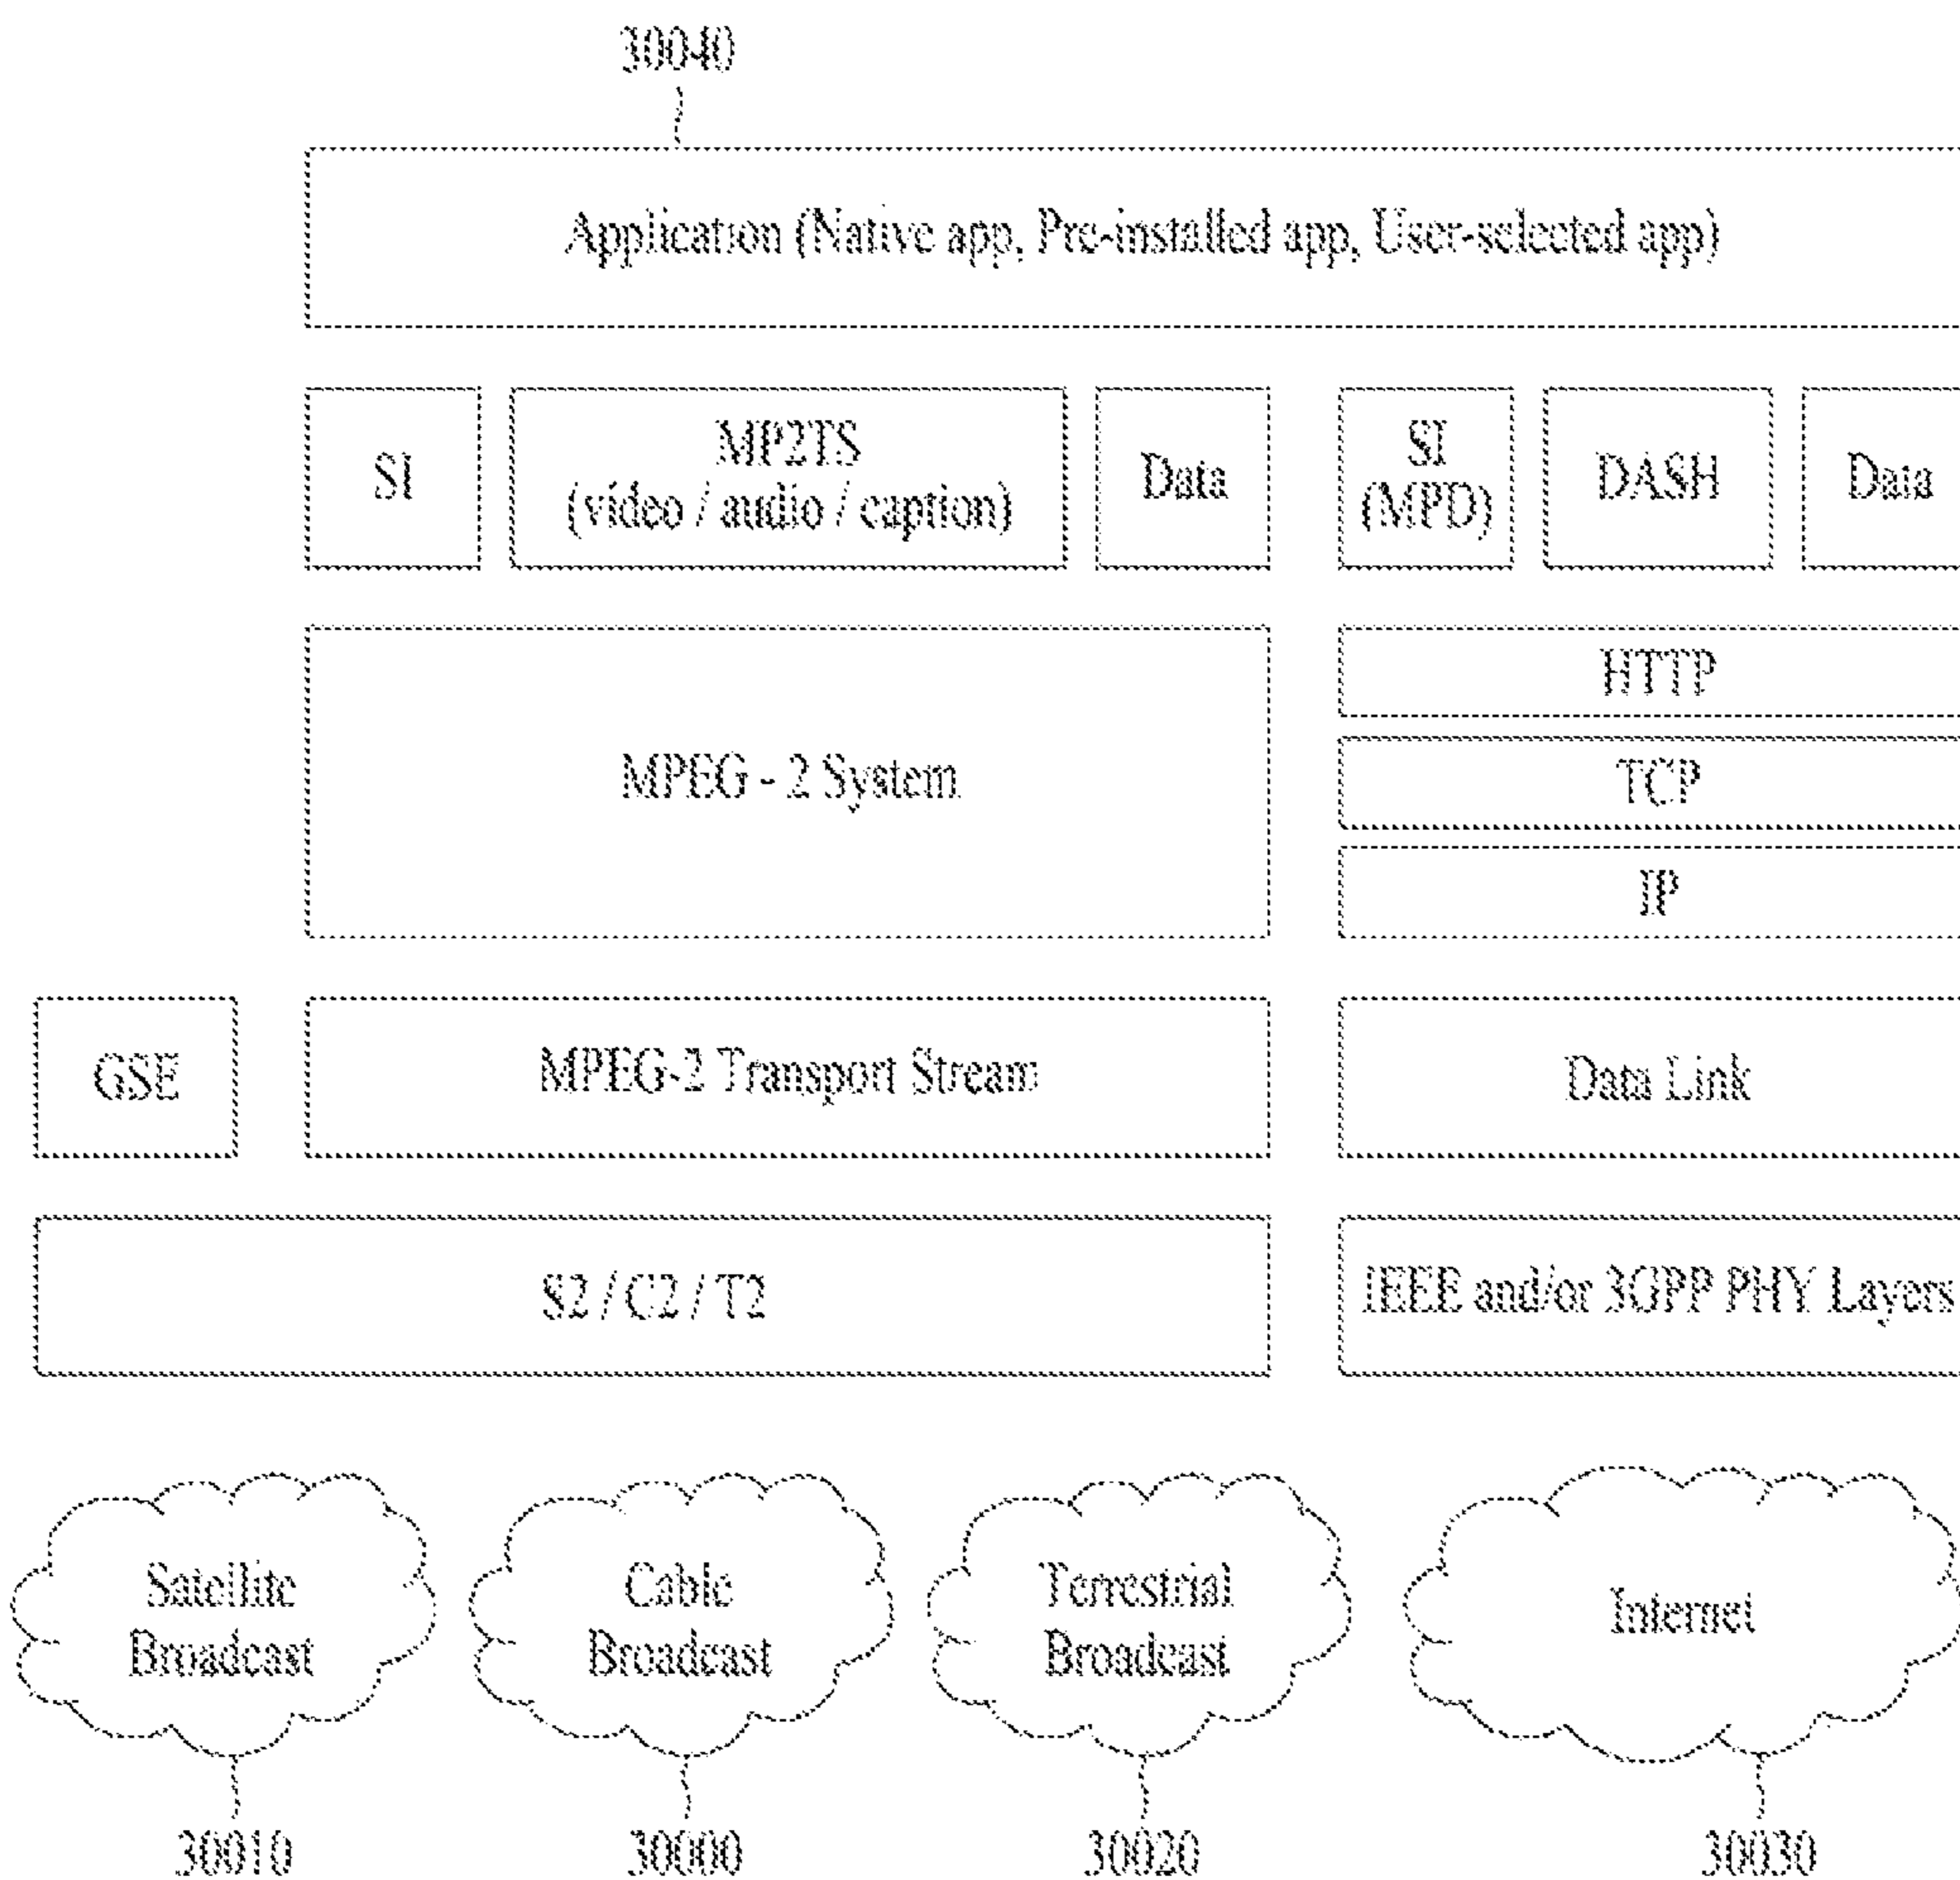 30040
Application (Native app, Pre-installed app, User-selected app)
SI
MP2TS
(video / audio / caption)
Data
SI
(MPD)
DASH
Data
MPEG - 2 System
HTTP
TCP
IP
GSE
MPEG-2 Transport Stream
Data Link
S2 / C2 / T2
IEEE and/or 3GPP PHY Layers
Satellite
Broadcast
Cable
Broadcast
Terrestrial
Broadcast
Internet
30010
30000
30020
30030